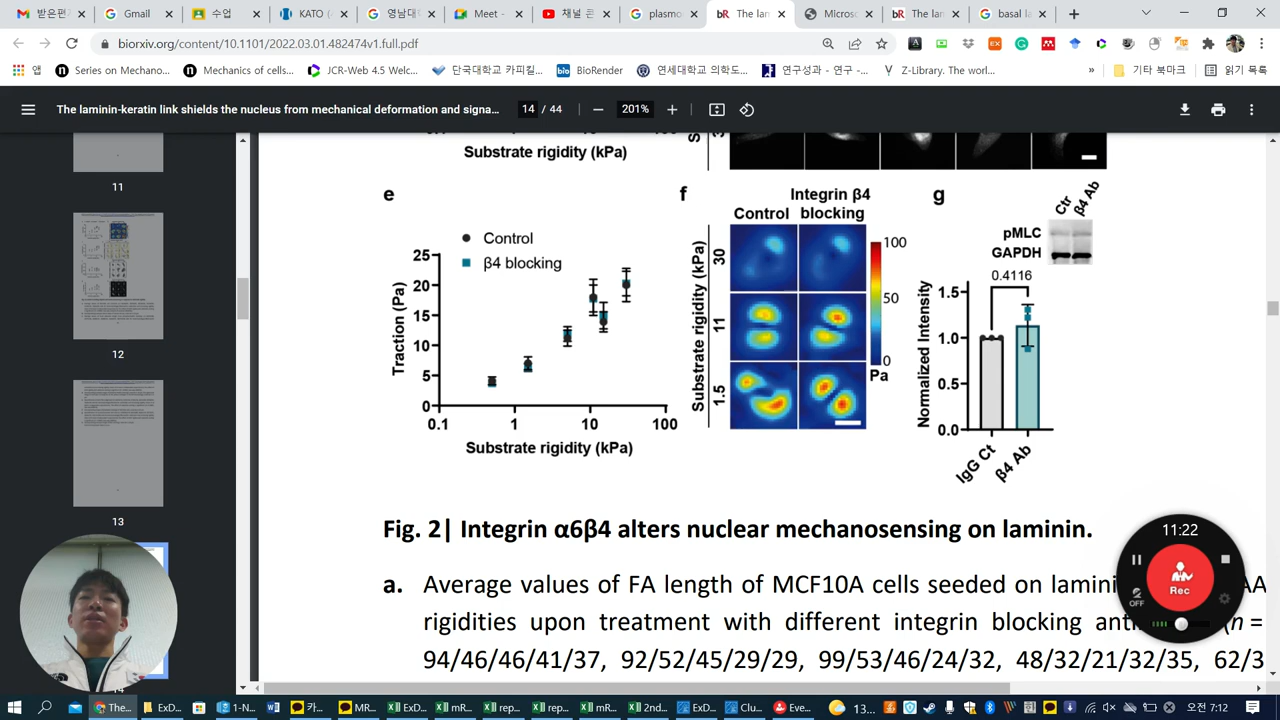 받은편지
Gmail
수업
KATO (
영남대
Meet -
채널 콘
plasmo
The lan
Microsc
The lan
basal la
biorxiv.org/content/10.1101/2022.03.01.482474v1.full.pdf
앱
Series on Mechano...
Mechanics of cells...
JCR-Web 4.5 Welc...
단국대학교 카피킬...
BioRender
연세대학교 의학도...
연구성과 - 연구 -...
Z-Library. The worl...
»
기타 북마크
읽기 목록
The laminin-keratin link shields the nucleus from mechanical deformation and signa...
14 / 44
201%
11
12
13
Substrate rigidity (kPa)
e
Control
β4 blocking
Traction (Pa)
25
20
15
10
5
0
0.1
1
10
100
Substrate rigidity (kPa)
f
Control
Integrin β4
blocking
Substrate rigidity (kPa)
30
11
1.5
100
50
0
Pa
g
Ctr
β4 Ab
pMLC
GAPDH
0.4116
Normalized Intensity
1.5
1.0
0.5
0.0
IgG Ct
β4 Ab
Fig. 2| Integrin α6β4 alters nuclear mechanosensing on laminin.
a. Average values of FA length of MCF10A cells seeded on lamini AA
rigidities upon treatment with different integrin blocking anti (n =
94/46/46/41/37, 92/52/45/29/29, 99/53/46/24/32, 48/32/21/32/35, 62/3
11:22
Rec
OFF
The...
ExD...
1-N...
카...
MR...
ExD...
mR...
rep...
rep...
mR...
2nd...
ExD...
Clu...
Eve...
13...
오전 7:12